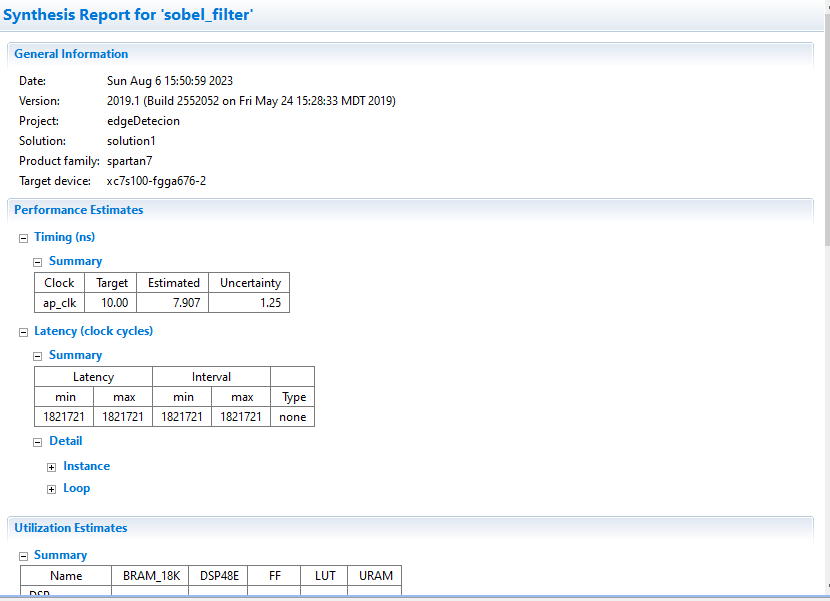 Synthesis Report for 'sobel_filter'
General Information
Date: Sun Aug 6 15:50:59 2023
Version: 2019.1 (Build 2552052 on Fri May 24 15:28:33 MDT 2019)
Project: edgeDetecion
Solution: solution1
Product family: spartan7
Target device: xc7s100-fgga676-2
Performance Estimates
Timing (ns)
Summary
Clock Target Estimated Uncertainty
ap_clk 10.00 7.907 1.25
Latency (clock cycles)
Summary
Latency Interval
min max min max Type
1821721 1821721 1821721 1821721 none
Detail
Instance
Loop
Utilization Estimates
Summary
Name BRAM_18K DSP48E FF LUT URAM
DSP